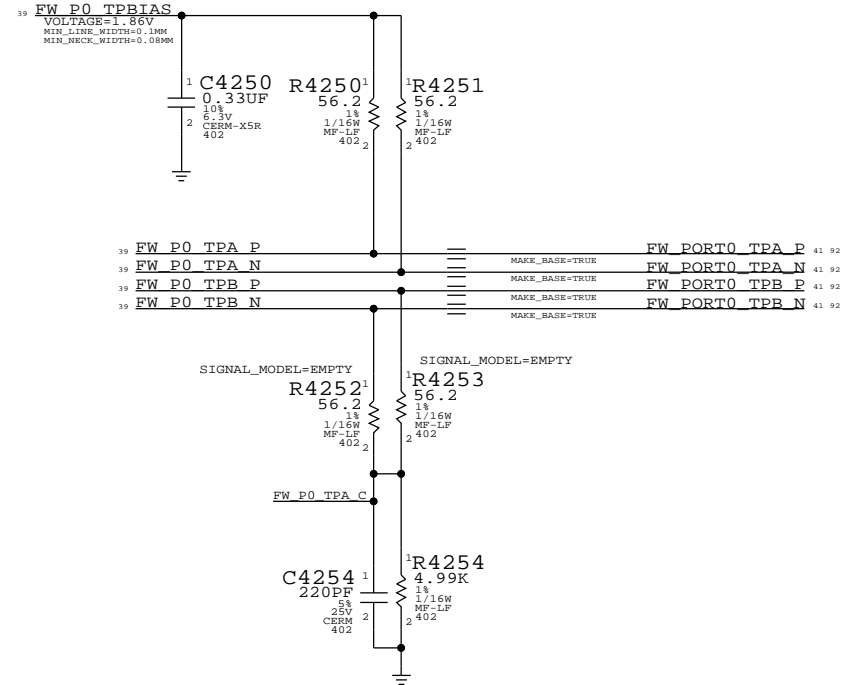 39 FW_P0_TPBIAS
VOLTAGE=1.86V
MIN_LINE_WIDTH=0.1MM
MIN_NECK_WIDTH=0.08MM
1 C4250
0.33UF
10%
6.3V
2 CERM-X5R
402
R4250 1
56.2
1%
1/16W
MF-LF
402 2
1 R4251
56.2
1%
1/16W
MF-LF
2 402
39 FW_P0_TPA_P
FW_PORT0_TPA_P 41 92
MAKE_BASE=TRUE
39 FW_P0_TPA_N
FW_PORT0_TPA_N 41 92
MAKE_BASE=TRUE
39 FW_P0_TPB_P
FW_PORT0_TPB_P 41 92
MAKE_BASE=TRUE
39 FW_P0_TPB_N
FW_PORT0_TPB_N 41 92
MAKE_BASE=TRUE
SIGNAL_MODEL=EMPTY
R4252 1
56.2
1%
1/16W
MF-LF
402 2
SIGNAL_MODEL=EMPTY
1 R4253
56.2
1%
1/16W
MF-LF
2 402
FW_P0_TPA_C
C4254 1
220PF
5%
25V
CERM 2
402
1 R4254
4.99K
1%
1/16W
MF-LF
2 402